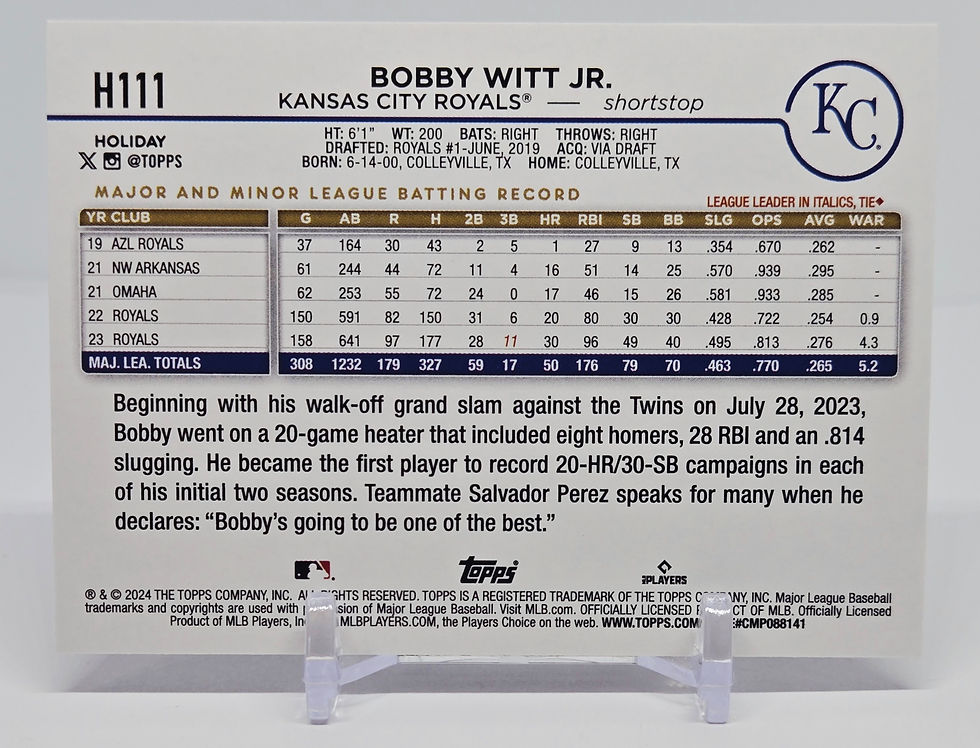 H111
BOBBY WITT JR.
KANSAS CITY ROYALS® — shortstop
KC
HOLIDAY
@TOPPS
HT: 6'1" WT: 200 BATS: RIGHT THROWS: RIGHT
DRAFTED: ROYALS #1-JUNE, 2019 ACQ: VIA DRAFT
BORN: 6-14-00, COLLEYVILLE, TX HOME: COLLEYVILLE, TX
MAJOR AND MINOR LEAGUE BATTING RECORD
LEAGUE LEADER IN ITALICS, TIE♦
YR CLUB G AB R H 2B 3B HR RBI SB BB SLG OPS AVG WAR
19 AZL ROYALS 37 164 30 43 2 5 1 27 9 13 .354 .670 .262 -
21 NW ARKANSAS 61 244 44 72 11 4 16 51 14 25 .570 .939 .295 -
21 OMAHA 62 253 55 72 24 0 17 46 15 26 .581 .933 .285 -
22 ROYALS 150 591 82 150 31 6 20 80 30 30 .428 .722 .254 0.9
23 ROYALS 158 641 97 177 28 11 30 96 49 40 .495 .813 .276 4.3
MAJ. LEA. TOTALS 308 1232 179 327 59 17 50 176 79 70 .463 .770 .265 5.2
Beginning with his walk-off grand slam against the Twins on July 28, 2023,
Bobby went on a 20-game heater that included eight homers, 28 RBI and an .814
slugging. He became the first player to record 20-HR/30-SB campaigns in each
of his initial two seasons. Teammate Salvador Perez speaks for many when he
declares: “Bobby’s going to be one of the best.”
Topps
PLAYERS
® & © 2024 THE TOPPS COMPANY, INC. ALL RIGHTS RESERVED. TOPPS IS A REGISTERED TRADEMARK OF THE TOPPS COMPANY, INC. Major League Baseball
trademarks and copyrights are used with permission of Major League Baseball. Visit MLB.com. OFFICIALLY LICENSED PRODUCT OF MLB. Officially Licensed
Product of MLB Players, Inc. MLBPLAYERS.COM, the Players Choice on the web. WWW.TOPPS.COM #CMP088141